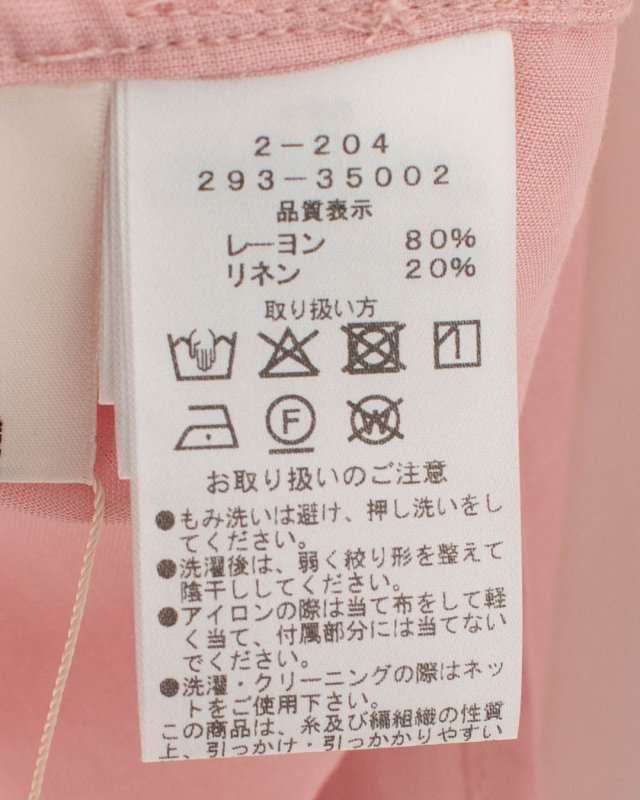 2-204
293-35002
品質表示
レーヨン 80%
リネン 20%
取り扱い方
F
W
お取り扱いのご注意
●もみ洗いは避け、押し洗いをし
てください。
●洗濯後は、弱く絞り形を整えて
陰干ししてください。
●アイロンの際は当て布をして軽
く当て、付属部分には当てない
でください。
●洗濯・クリーニングの際はネッ
トをご使用下さい。
この商品は、糸及び編組織の性質
上、引っかけ・引っかかりやすい